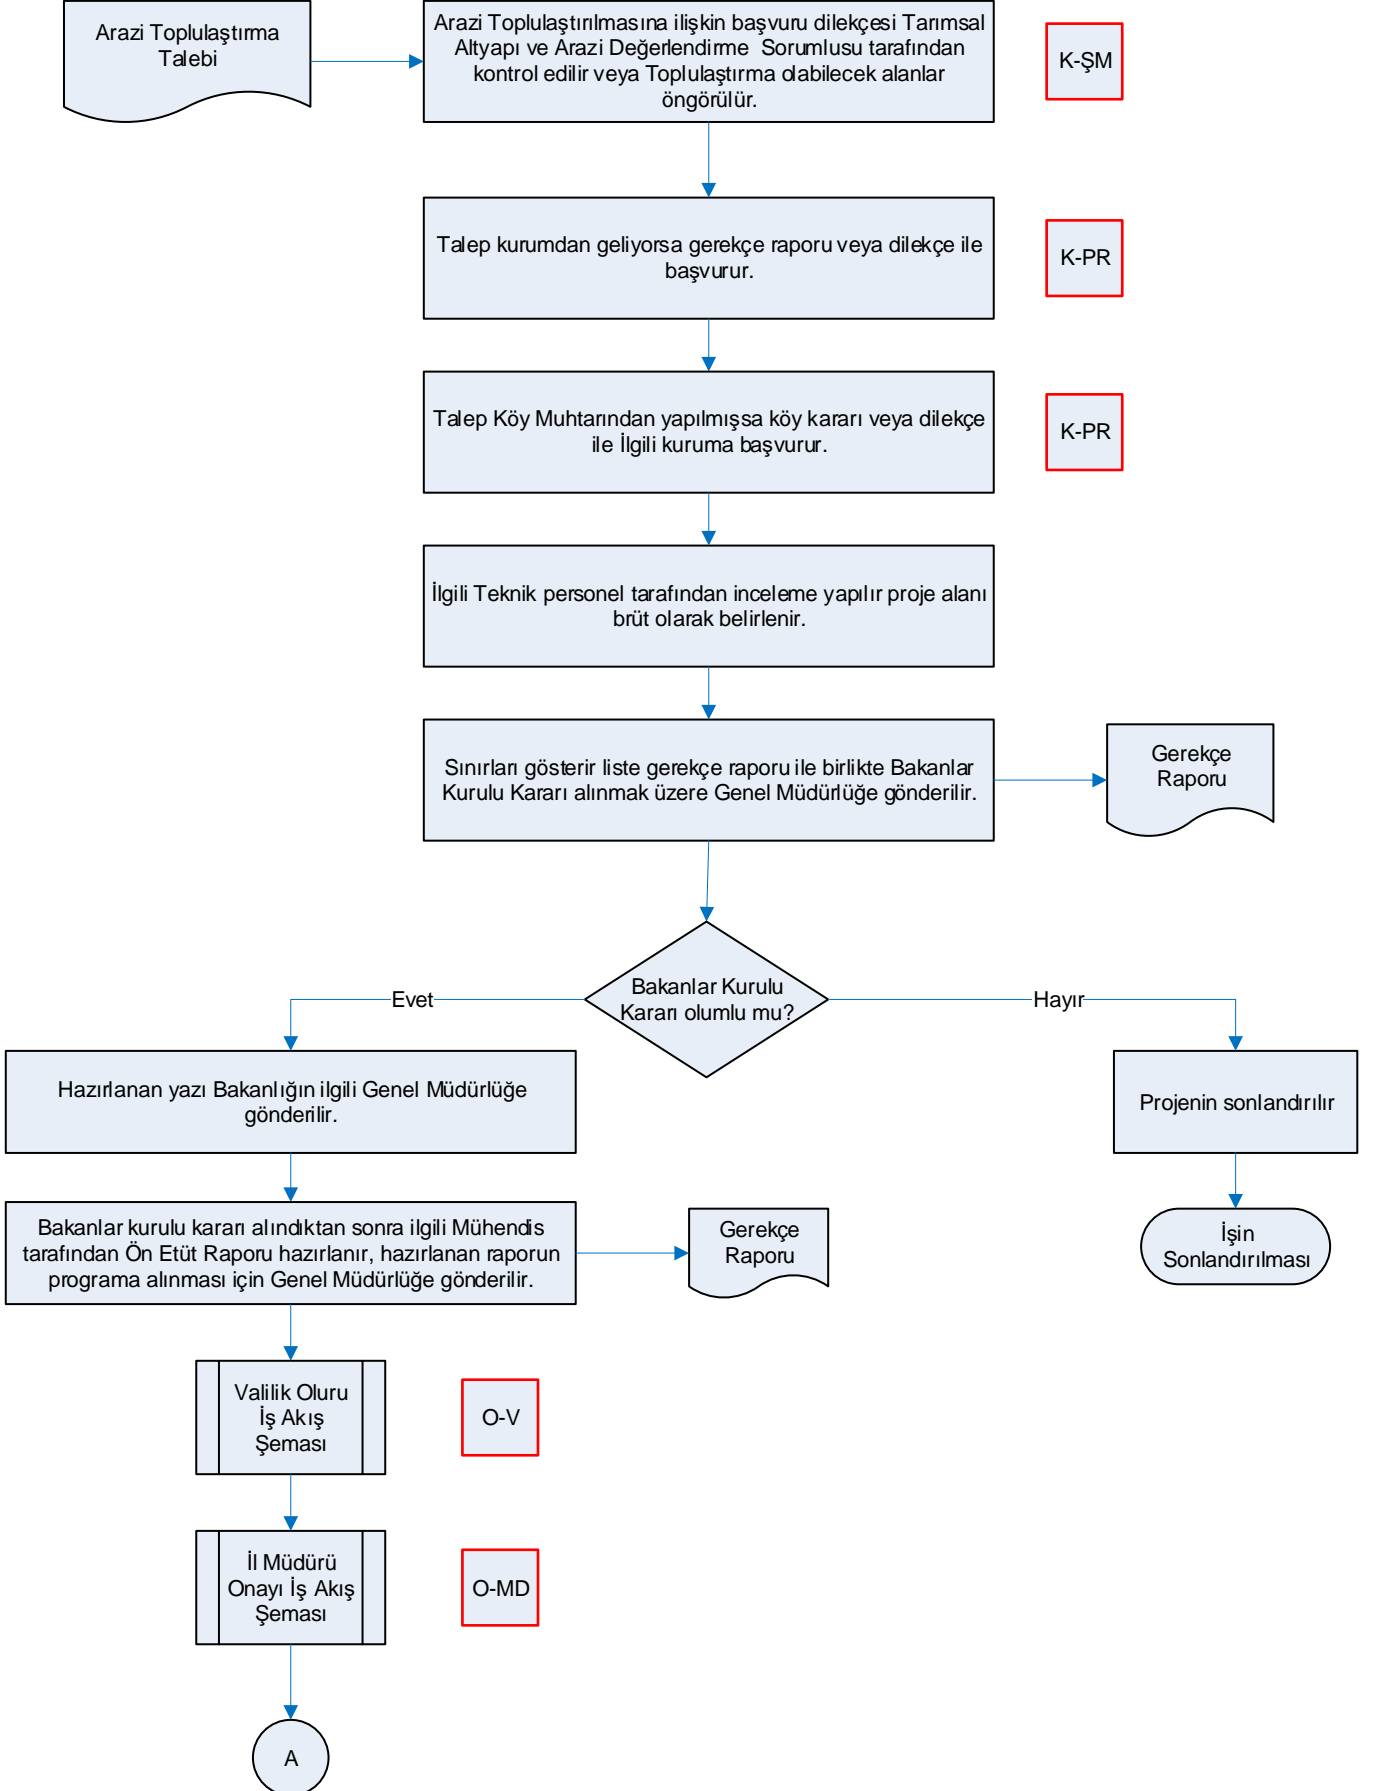 Arazi Toplulaştırma
Talebi
Arazi Toplulaştırılmasına ilişkin başvuru dilekçesi Tarımsal
Altyapı ve Arazi Değerlendirme Sorumlusu tarafından
kontrol edilir veya Toplulaştırma olabilecek alanlar
öngörülür.
K-ŞM
Talep kurumdan geliyorsa gerekçe raporu veya dilekçe ile
başvurur.
K-PR
Talep Köy Muhtarından yapılmışsa köy kararı veya dilekçe
ile İlgili kuruma başvurur.
K-PR
İlgili Teknik personel tarafından inceleme yapılır proje alanı
brüt olarak belirlenir.
Sınırları gösterir liste gerekçe raporu ile birlikte Bakanlar
Kurulu Kararı alınmak üzere Genel Müdürlüğe gönderilir.
Gerekçe
Raporu
Bakanlar Kurulu
Kararı olumlu mu?
Evet
Hayır
Hazırlanan yazı Bakanlığın ilgili Genel Müdürlüğe
gönderilir.
Projenin sonlandırılır
Bakanlar kurulu kararı alındıktan sonra ilgili Mühendis
tarafından Ön Etüt Raporu hazırlanır, hazırlanan raporun
programa alınması için Genel Müdürlüğe gönderilir.
Gerekçe
Raporu
İşin
Sonlandırılması
Valilik Oluru
İş Akış
Şeması
O-V
İl Müdürü
Onayı İş Akış
Şeması
O-MD
A